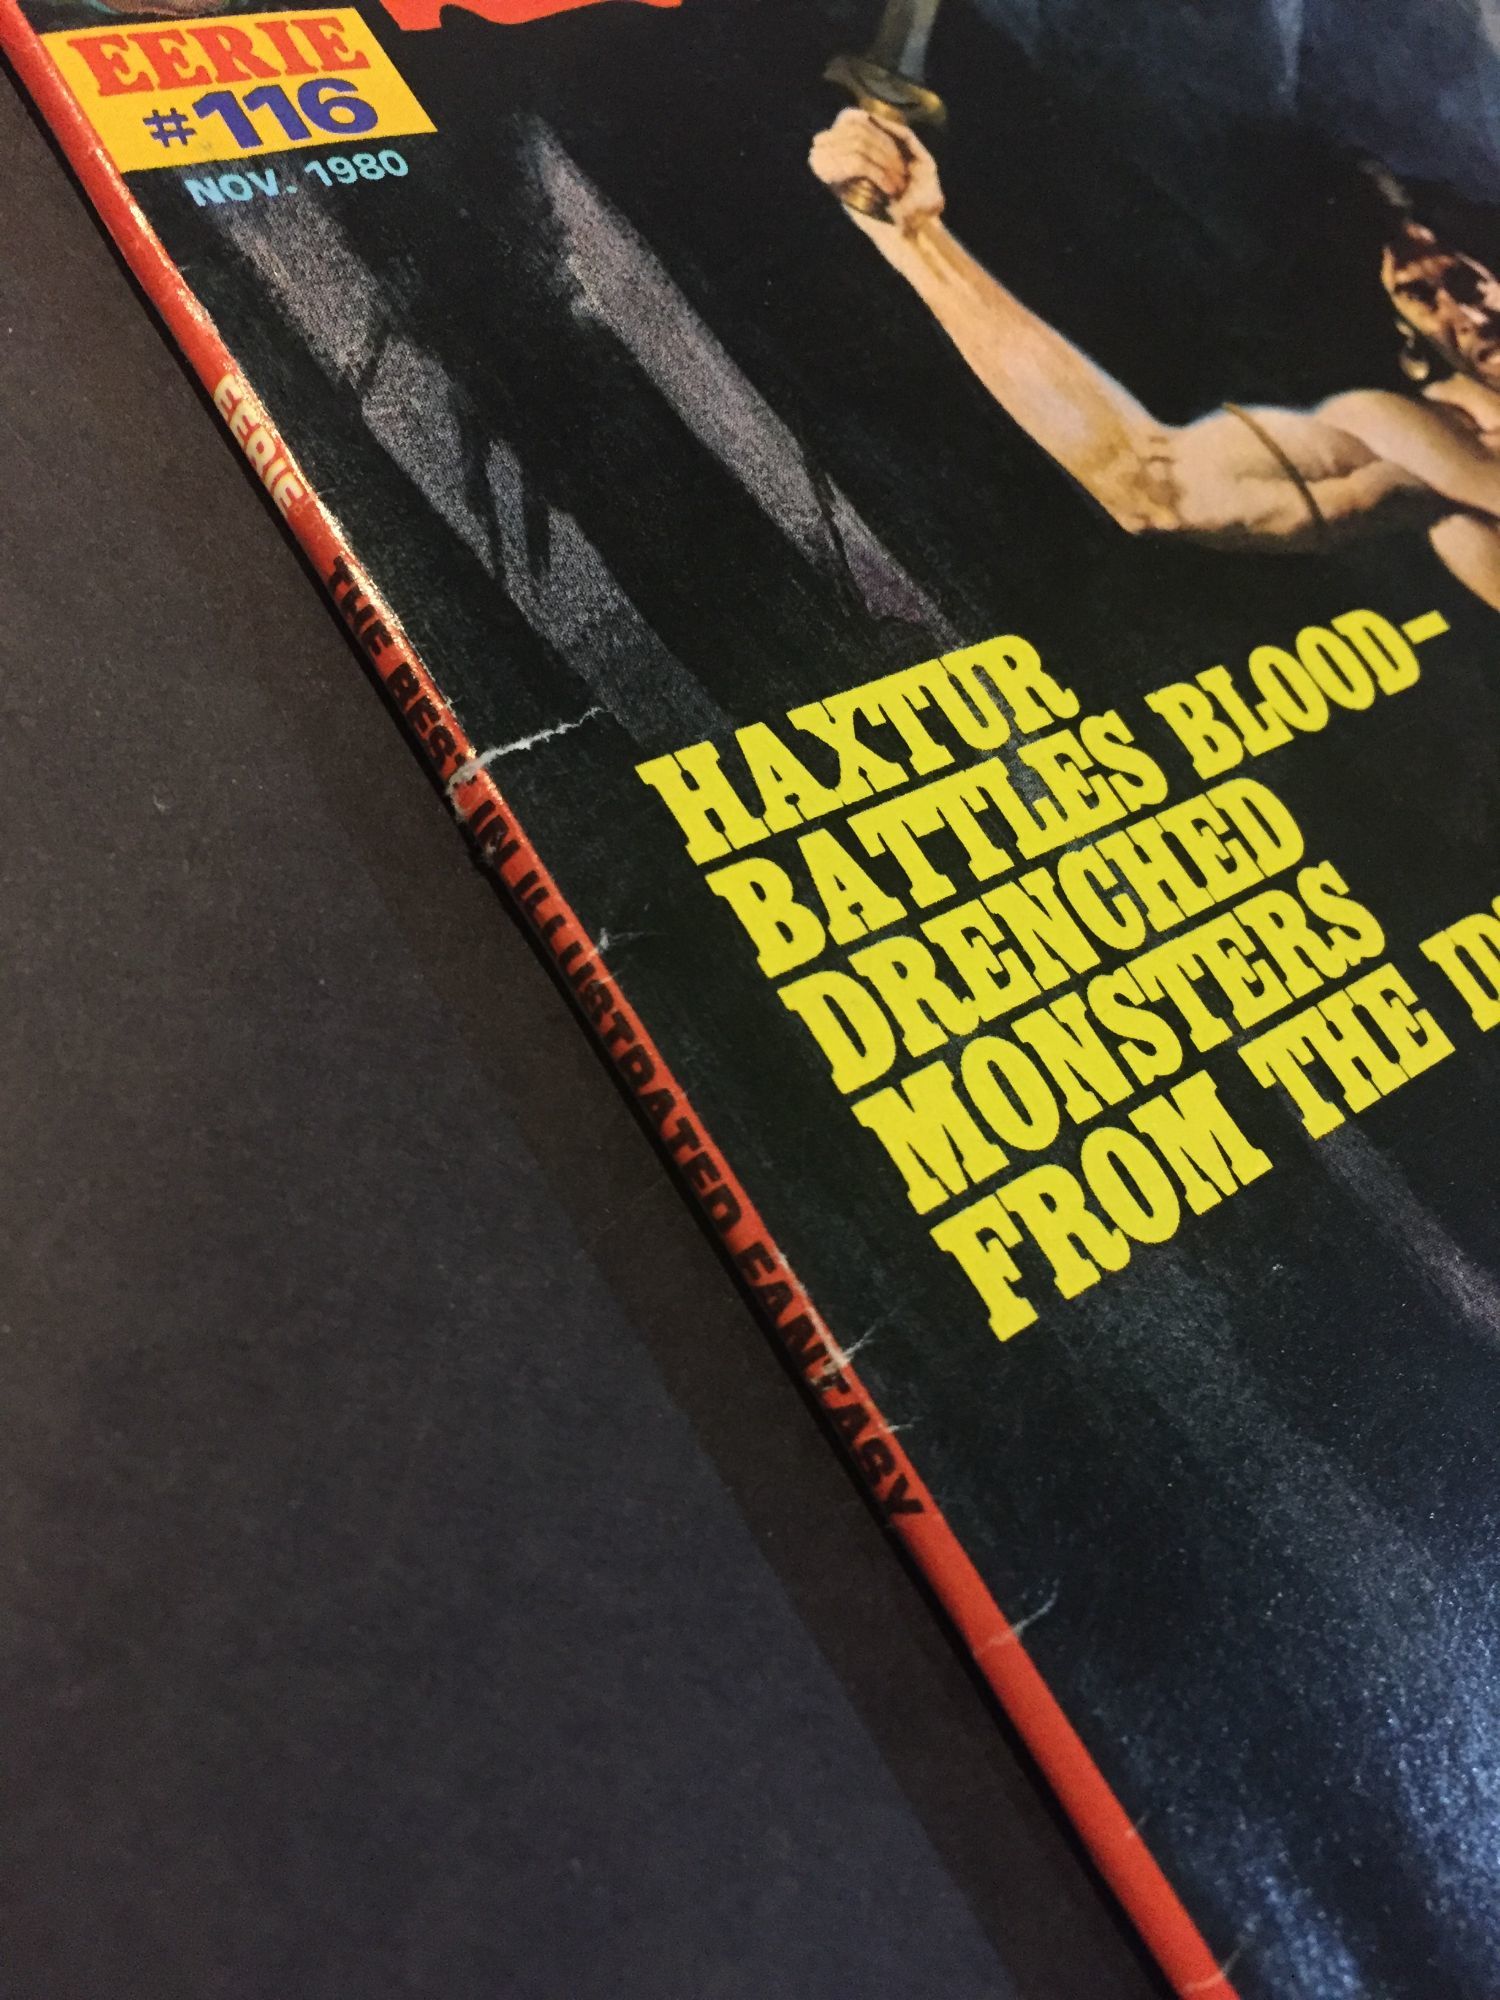 EERIE
#116
NOV. 1980
EERIE THE BEST IN ILLUSTRATED FANTASY
HAXTUR
BATTLES BLOOD-
DRENCHED
MONSTERS
FROM THE